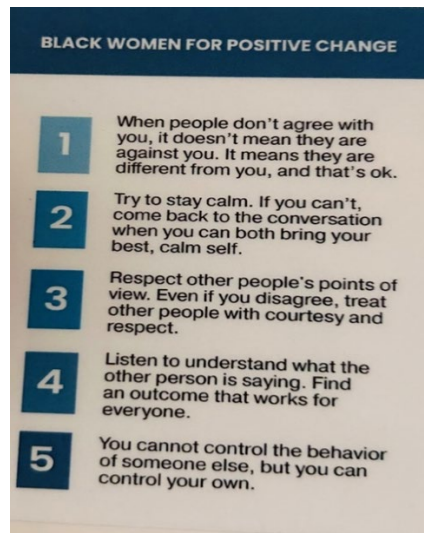 BLACK WOMEN FOR POSITIVE CHANGE
1
When people don't agree with
you, it doesn't mean they are
against you. It means they are
different from you, and that's ok.
2
Try to stay calm. If you can't,
come back to the conversation
when you can both bring your
best, calm self.
3
Respect other people's points of
view. Even if you disagree, treat
other people with courtesy and
respect.
4
Listen to understand what the
other person is saying. Find
an outcome that works for
everyone.
5
You cannot control the behavior
of someone else, but you can
control your own.